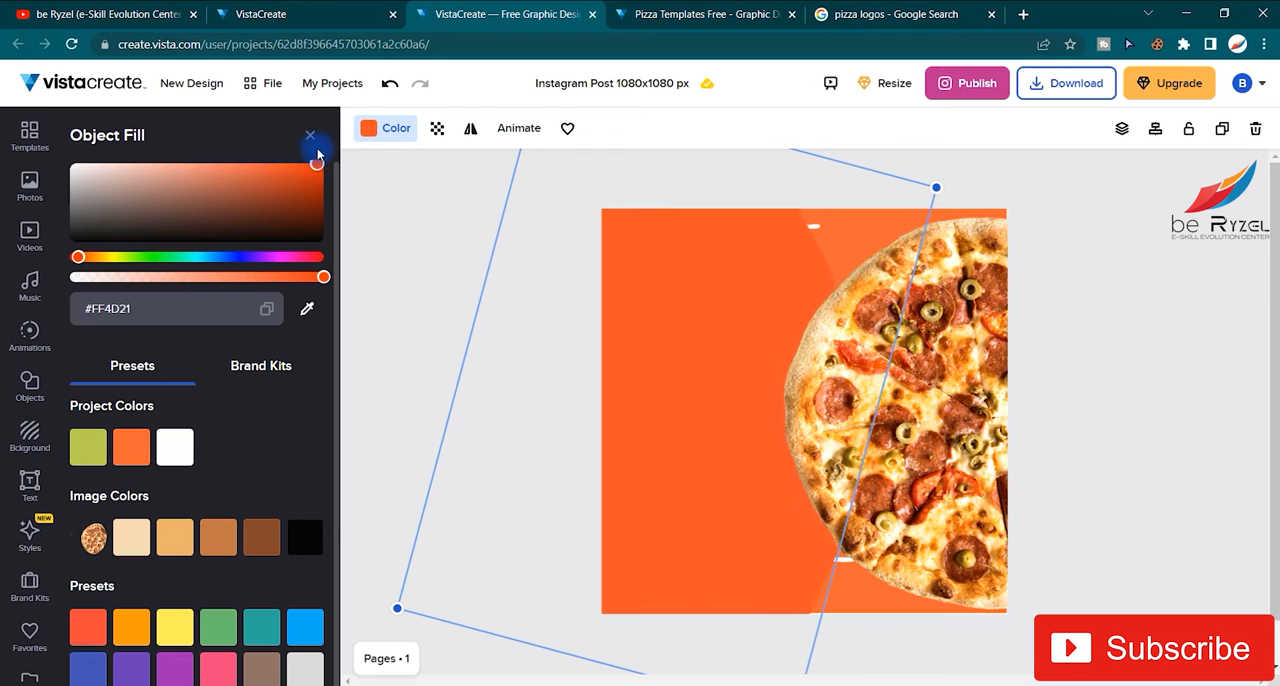 be Ryzel (e-Skill Evolution Center
VistaCreate
VistaCreate — Free Graphic Desi
Pizza Templates Free - Graphic D
pizza logos - Google Search
create.vista.com/user/projects/62d8f396645703061a2c60a6/
vistacreate
New Design
File
My Projects
Instagram Post 1080x1080 px
Resize
Publish
Download
Upgrade
B
Templates
Photos
Videos
Music
Animations
Objects
Bckground
Text
NEW
Styles
Brand Kits
Favorites
Object Fill
#FF4D21
Presets
Brand Kits
Project Colors
Image Colors
Presets
Color
Animate
be RYZEL
E-SKILL EVOLUTION CENTER
Pages • 1
Subscribe